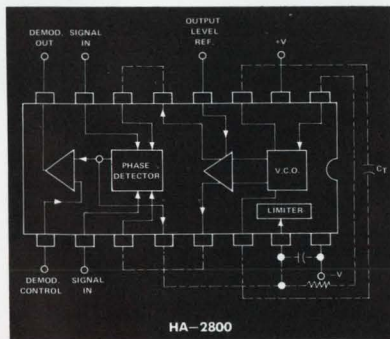 DEMOD.
OUT
SIGNAL
IN
OUTPUT
LEVEL
REF.
+V
PHASE
DETECTOR
V.C.O.
LIMITER
CT
DEMOD.
CONTROL
SIGNAL
IN
-V
HA-2800